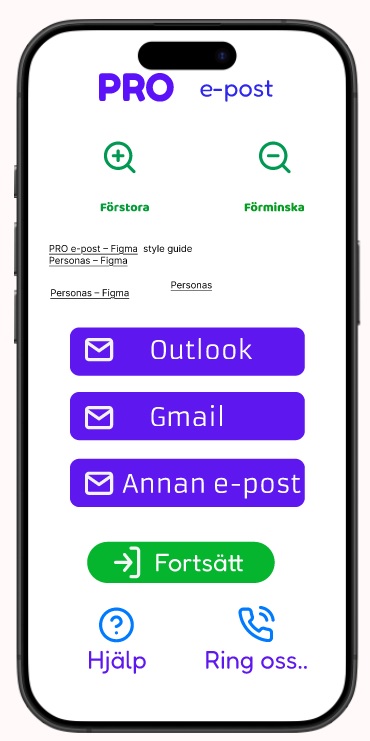 PRO e-post
Förstora Förminska
PRO e-post – Figma style guide
Personas – Figma
Personas
Personas – Figma
Outlook
Gmail
Annan e-post
Fortsätt
Hjälp Ring oss..